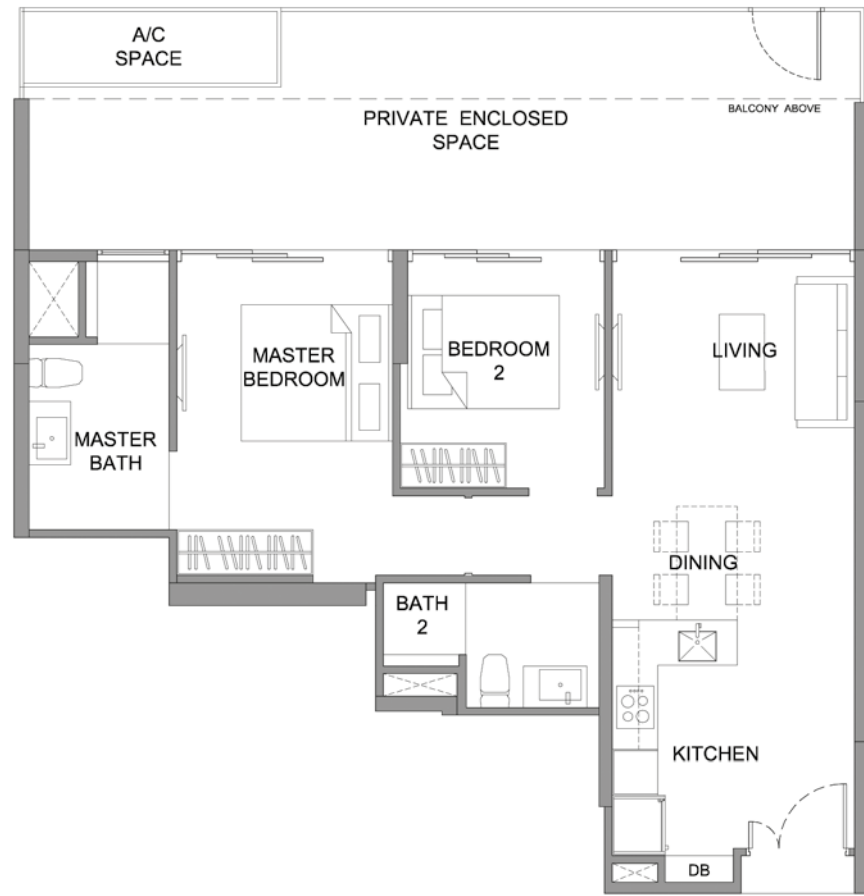 A/C
SPACE
BALCONY ABOVE
PRIVATE ENCLOSED
SPACE
MASTER
BEDROOM
BEDROOM
2
LIVING
MASTER
BATH
DINING
BATH
2
KITCHEN
DB